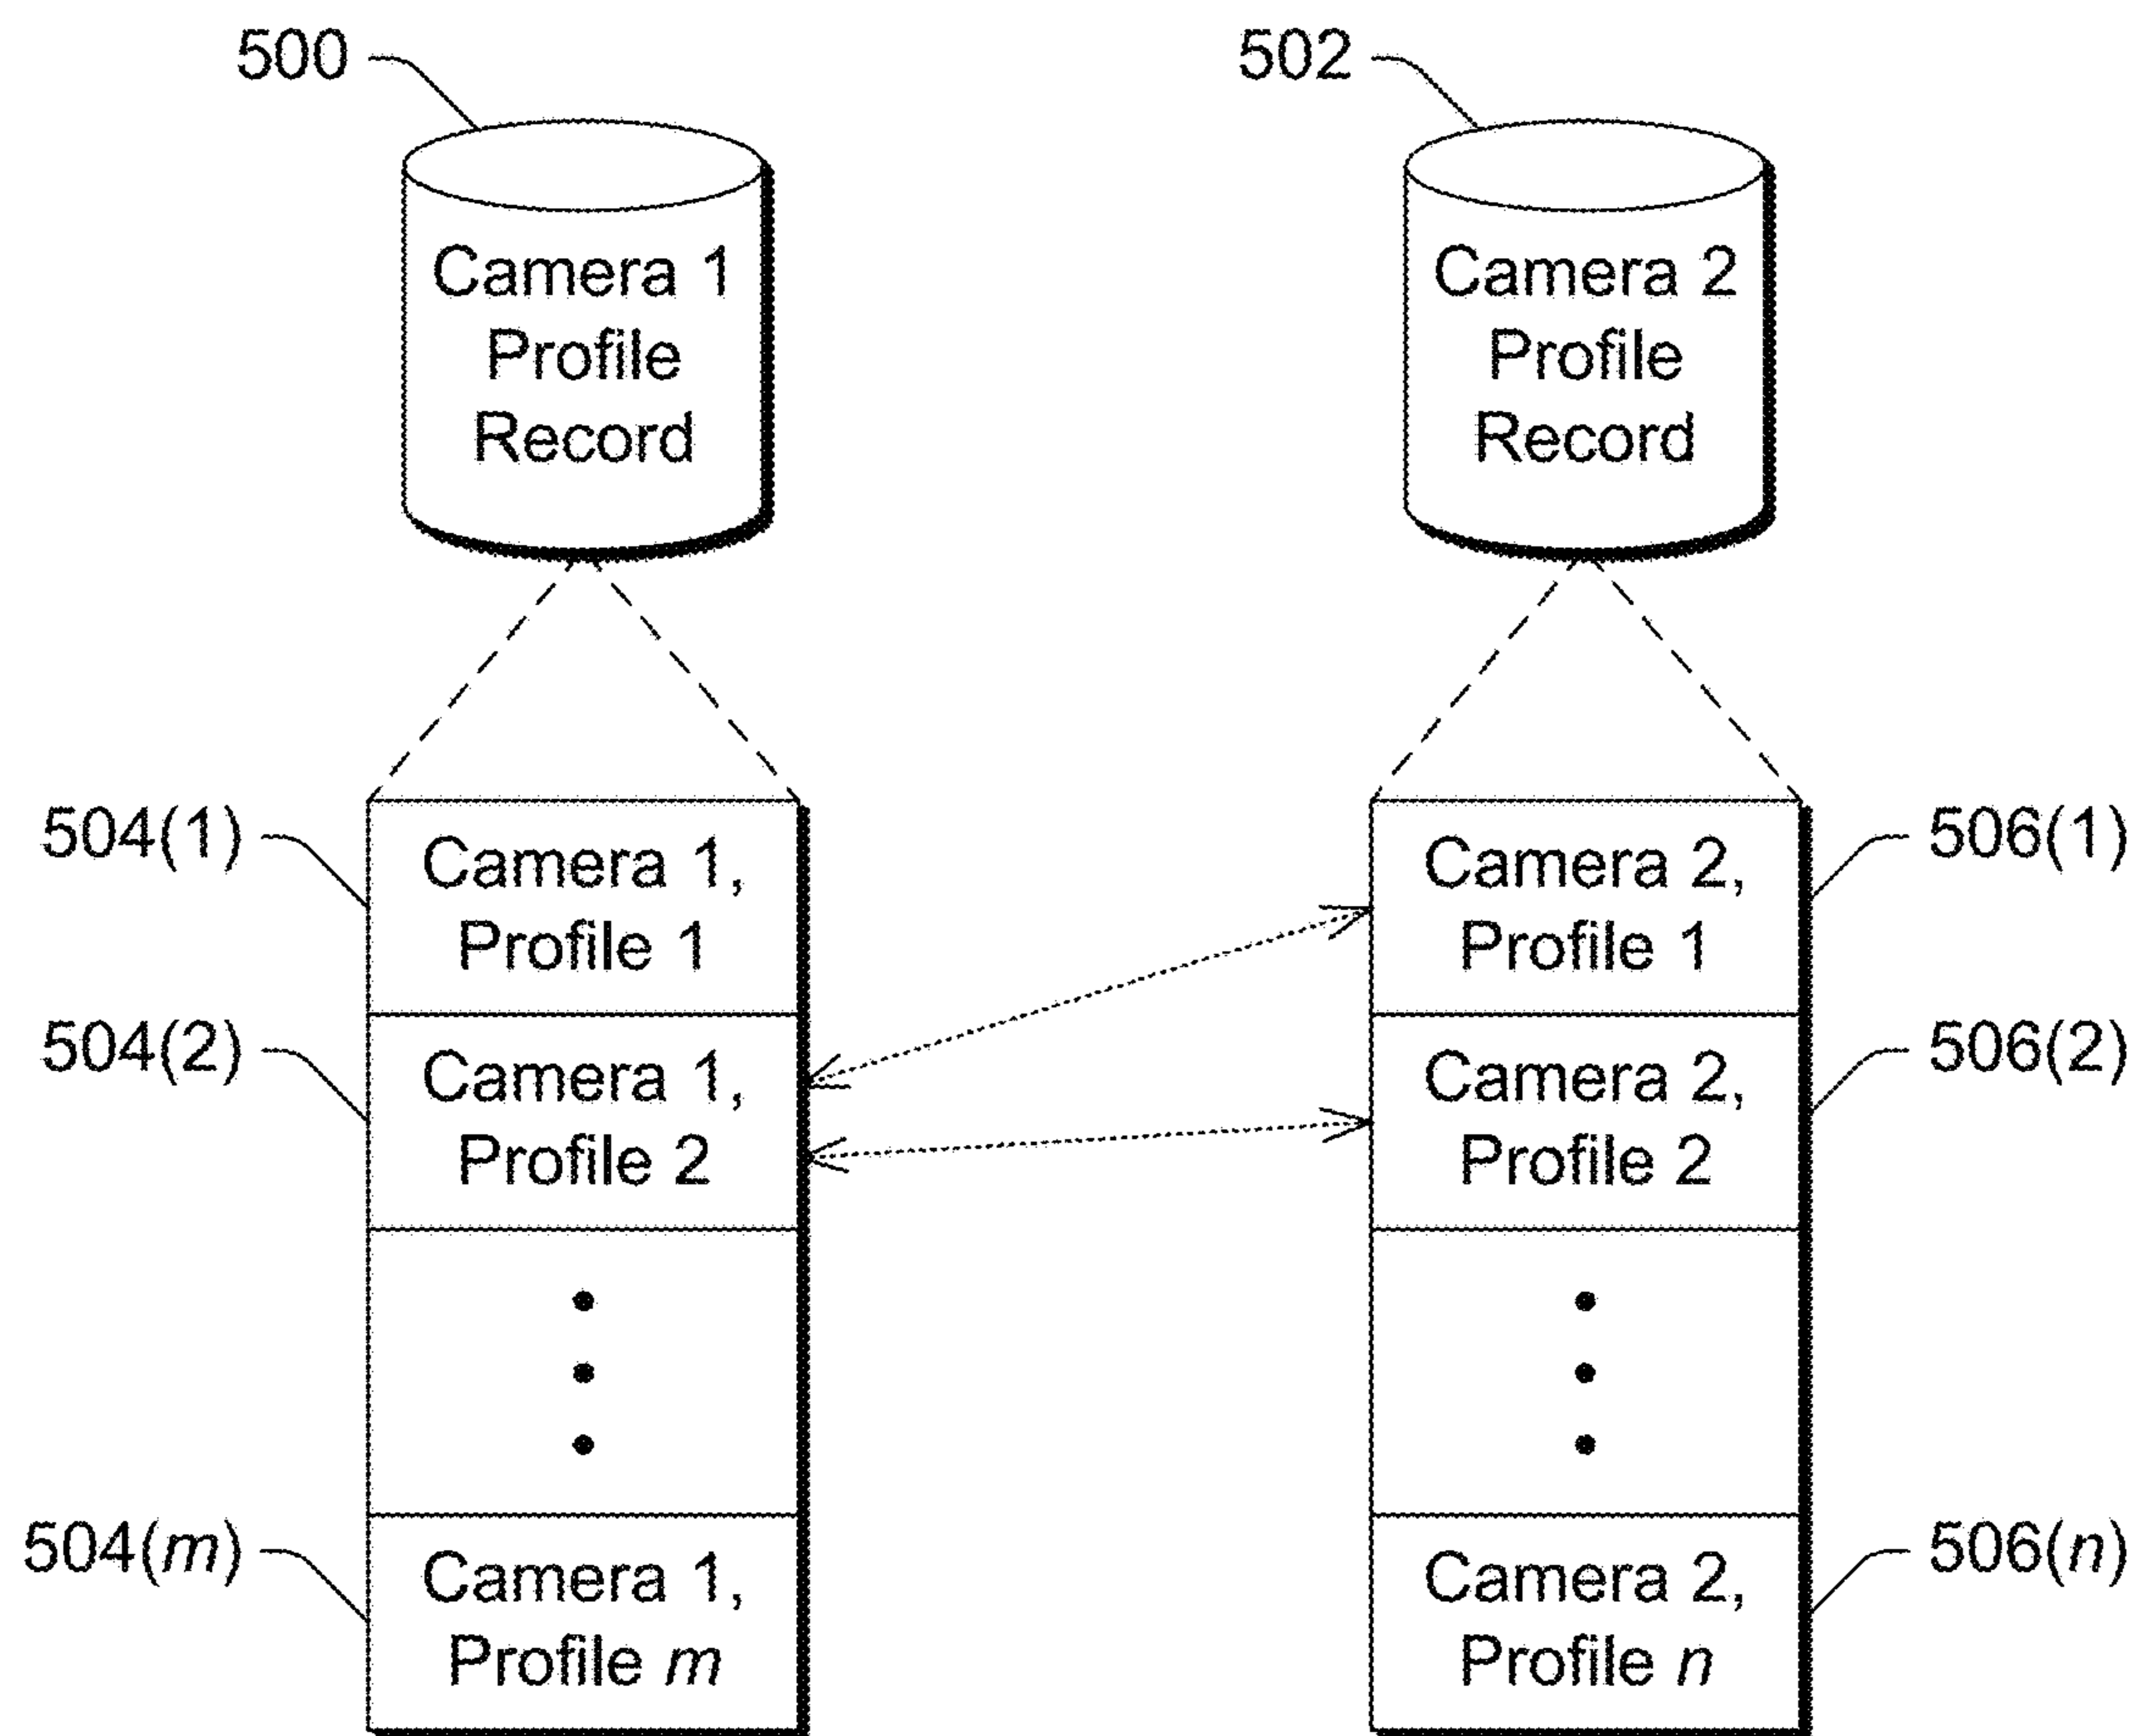 500
502
Camera 1
Profile
Record
Camera 2
Profile
Record
504(1)
Camera 1,
Profile 1
Camera 2,
Profile 1
506(1)
504(2)
Camera 1,
Profile 2
Camera 2,
Profile 2
506(2)
504(m)
Camera 1,
Profile m
Camera 2,
Profile n
506(n)